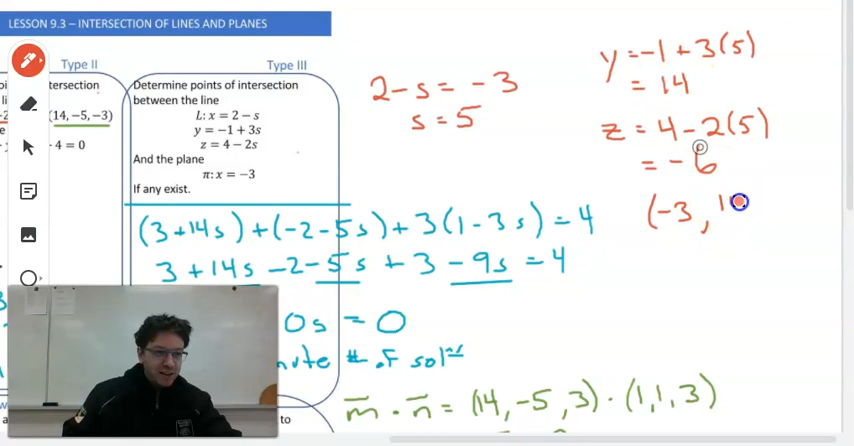 LESSON 9.3 – INTERSECTION OF LINES AND PLANES
Type II
tersection
(14, −5, −3)
- 4 = 0
Type III
Determine points of intersection
between the line
L: x = 2 − s
y = −1 + 3s
z = 4 − 2s
And the plane
π: x = −3
If any exist.
2 - s = -3
s = 5
y = -1 + 3(5)
= 14
z = 4 - 2(5)
= -6
(-3, 1
(3+14s) + (-2-5s) + 3(1-3s) = 4
3 + 14s - 2 - 5s + 3 - 9s = 4
0s = 0
# of solns
m · n = (14, -5, 3) · (1, 1, 3)
to